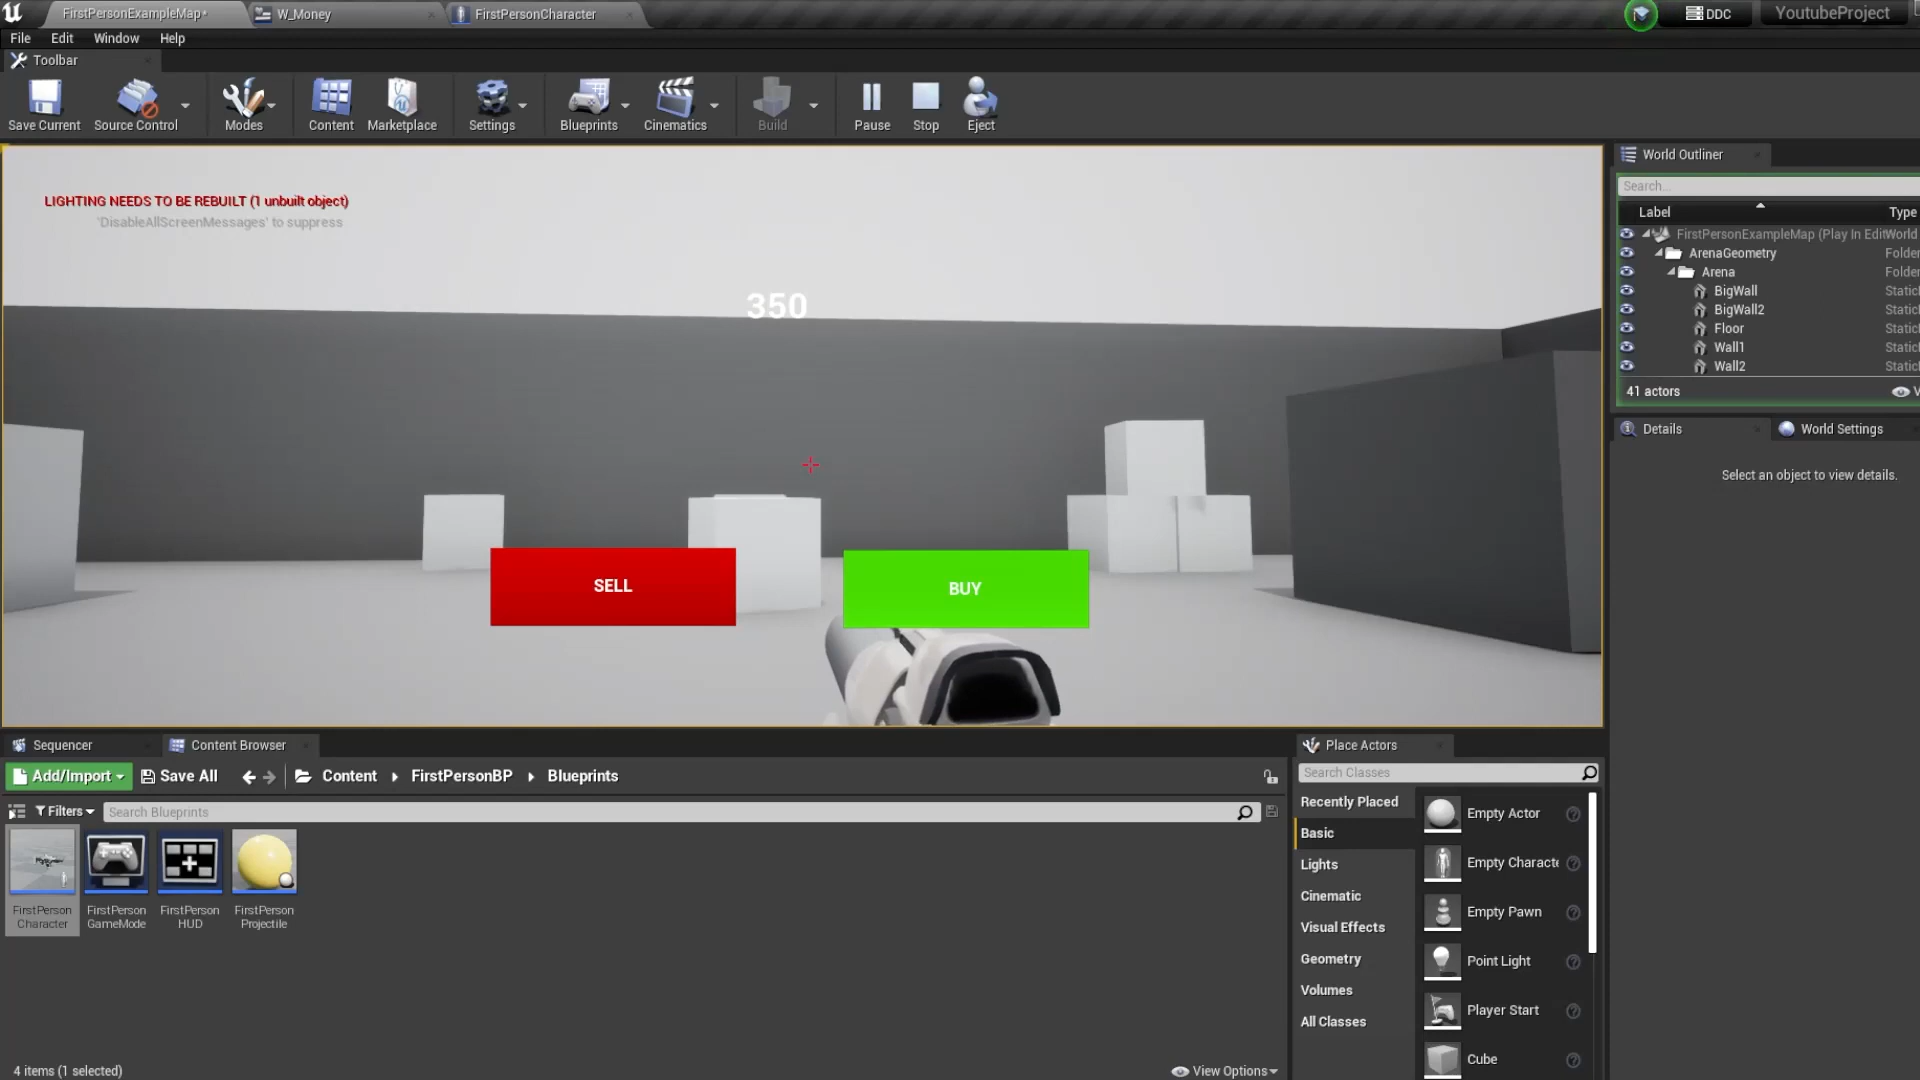 FirstPersonExampleMap*
W_Money
FirstPersonCharacter
DDC
YoutubeProject
File Edit Window Help
Toolbar
Save Current
Source Control
Modes
Content
Marketplace
Settings
Blueprints
Cinematics
Build
Pause
Stop
Eject
LIGHTING NEEDS TO BE REBUILT (1 unbuilt object)
'DisableAllScreenMessages' to suppress
350
SELL
BUY
World Outliner
Search...
Label Type
FirstPersonExampleMap (Play In Edit World
ArenaGeometry Folde
Arena Folde
BigWall Static
BigWall2 Static
Floor Static
Wall1 Static
Wall2 Static
41 actors
Details
World Settings
Select an object to view details.
Sequencer
Content Browser
Add/Import
Save All
Content
FirstPersonBP
Blueprints
Filters
Search Blueprints
FirstPerson
Character
FirstPerson
GameMode
FirstPerson
HUD
FirstPerson
Projectile
4 items (1 selected)
View Options
Place Actors
Search Classes
Recently Placed
Basic
Lights
Cinematic
Visual Effects
Geometry
Volumes
All Classes
Empty Actor
Empty Characte
Empty Pawn
Point Light
Player Start
Cube